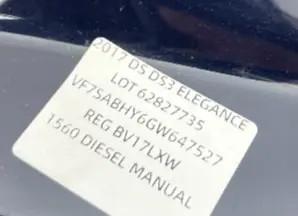 2017 DS DS3 ELEGANCE
LOT 62827735
VF7SABHY6GW647527
REG BV17LXW
1560 DIESEL MANUAL